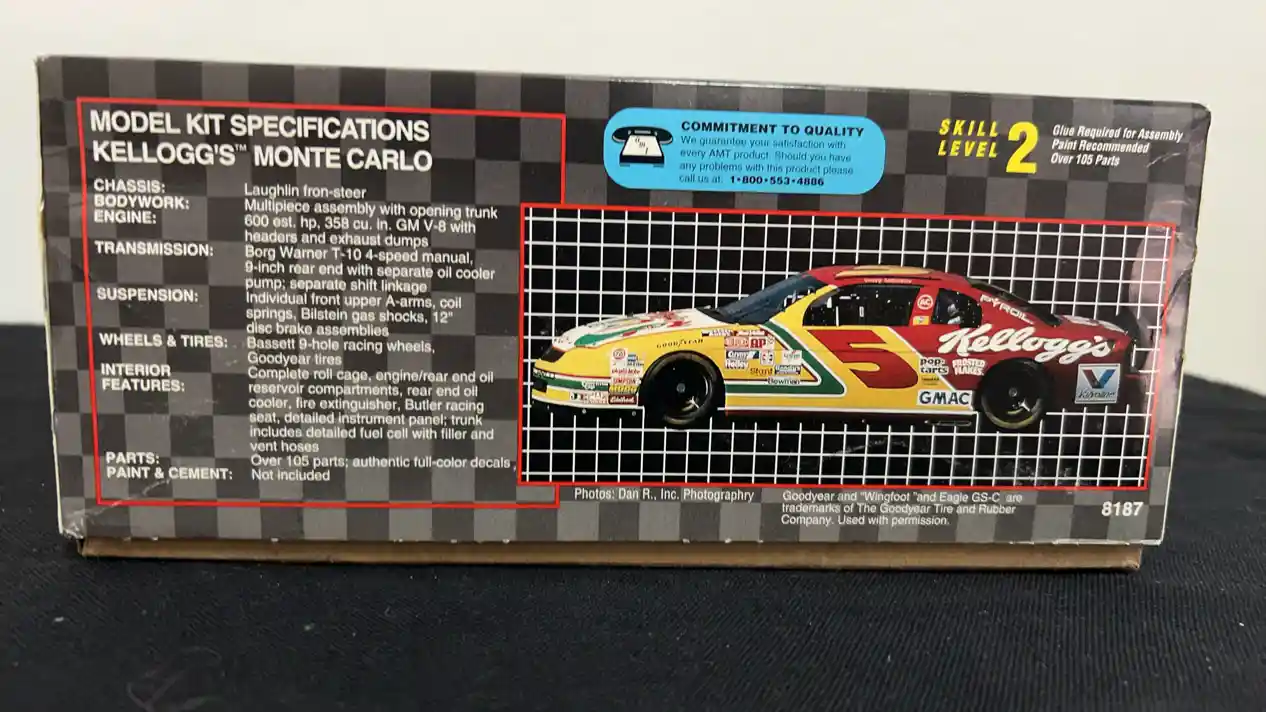 MODEL KIT SPECIFICATIONS
KELLOGG'S™ MONTE CARLO
CHASSIS: Laughlin fron-steer
BODYWORK: Multipiece assembly with opening trunk
ENGINE: 600 est. hp, 358 cu. in. GM V-8 with
headers and exhaust dumps
TRANSMISSION: Borg Warner T-10 4-speed manual,
9-inch rear end with separate oil cooler
pump; separate shift linkage
SUSPENSION: Individual front upper A-arms, coil
springs, Bilstein gas shocks, 12"
disc brake assemblies
WHEELS & TIRES: Bassett 9-hole racing wheels,
Goodyear tires
INTERIOR Complete roll cage, engine/rear end oil
FEATURES: reservoir compartments, rear end oil
cooler, fire extinguisher, Butler racing
seat, detailed instrument panel; trunk
includes detailed fuel cell with filler and
vent hoses
PARTS: Over 105 parts; authentic full-color decals
PAINT & CEMENT: Not included
COMMITMENT TO QUALITY
We guarantee your satisfaction with
every AMT product. Should you have
any problems with this product please
call us at: 1•800•553•4886
SKILL
LEVEL 2
Glue Required for Assembly
Paint Recommended
Over 105 Parts
GOODYEAR
AC
PYROIL
5
Kellogg's
pop-tarts
FROSTED
FLAKES
GMAC
Valvoline
Photos: Dan R., Inc. Photographry
Goodyear and "Wingfoot "and Eagle GS-C are
trademarks of The Goodyear Tire and Rubber
Company. Used with permission.
8187